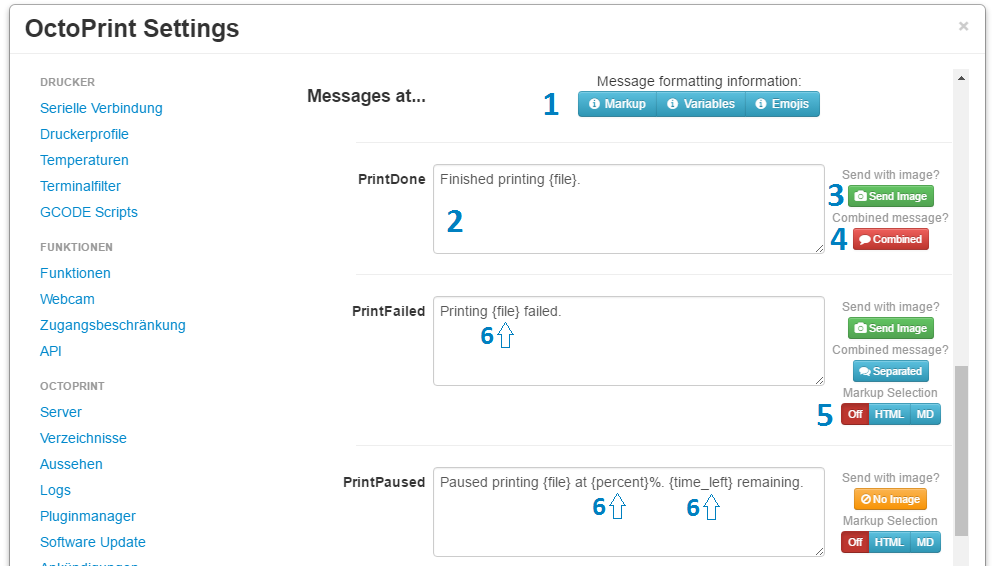 OctoPrint Settings
×
DRUCKER
Serielle Verbindung
Druckerprofile
Temperaturen
Terminalfilter
GCODE Scripts
FUNKTIONEN
Funktionen
Webcam
Zugangsbeschränkung
API
OCTOPRINT
Server
Verzeichnisse
Aussehen
Logs
Pluginmanager
Software Update
Ankündigungen
Messages at...
Message formatting information:
1 Markup Variables Emojis
PrintDone
Finished printing {file}.
2
Send with image?
3 Send Image
Combined message?
4 Combined
PrintFailed
Printing {file} failed.
6
Send with image?
Send Image
Combined message?
Separated
Markup Selection
5 Off HTML MD
PrintPaused
Paused printing {file} at {percent}%. {time_left} remaining.
6 6
Send with image?
No Image
Markup Selection
Off HTML MD